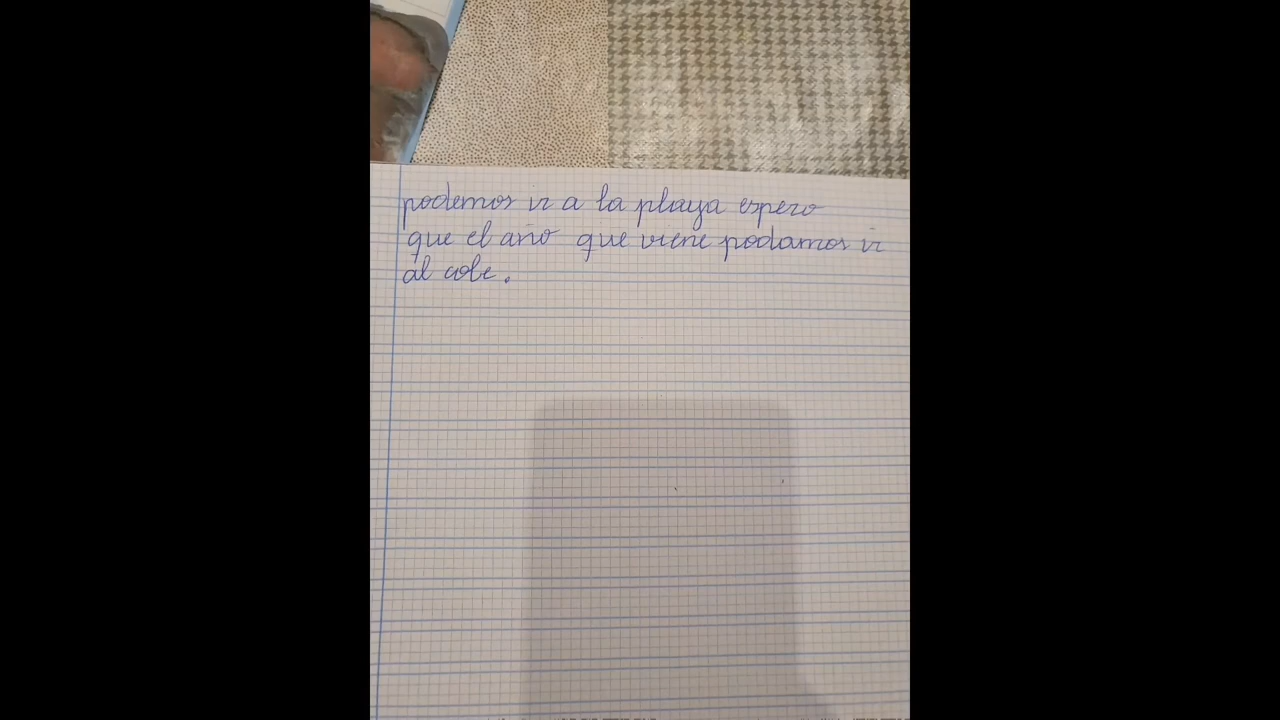 podemos ir a la playa espero
que el año que viene podamos ir
al cole.